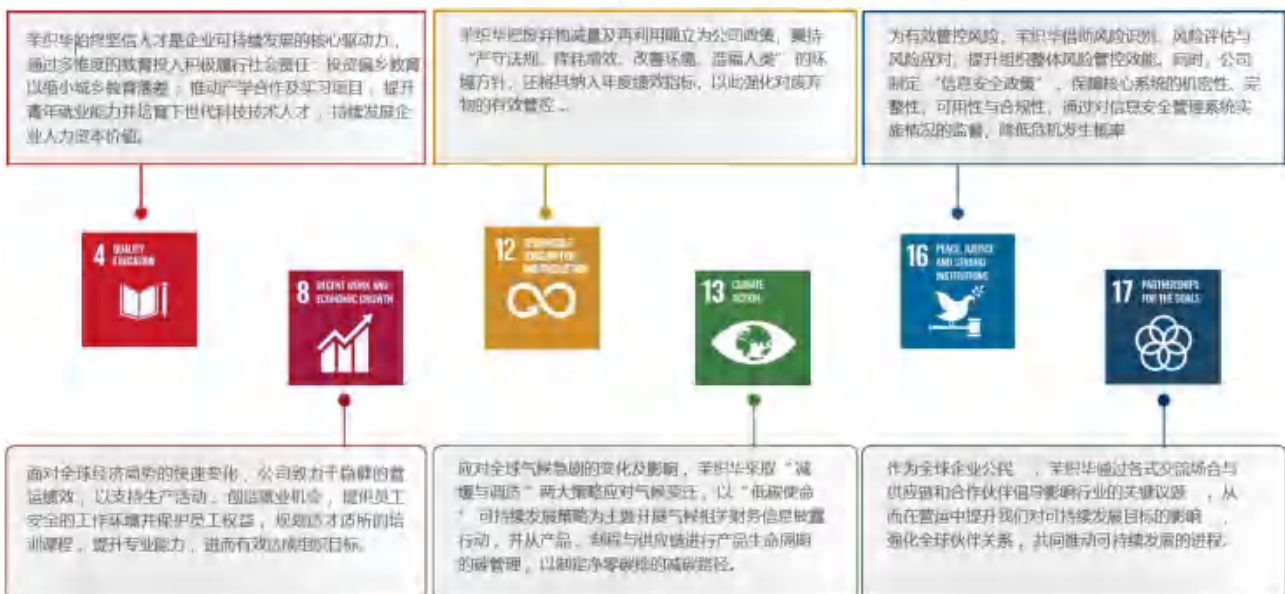 芏织华始终坚信人才是企业可持续发展的核心驱动力，
通过多维度的教育投入积极履行社会责任：投资偏乡教育
以缩小城乡教育落差；推动产学合作及实习项目，提升
青年就业能力并培育下世代科技技术人才，持续发展企
业人力资本价值。
织华把废弃物减量及再利用确立为公司政策，秉持
“严守法规、降耗增效、改善环境、造福人类”的环
境方针，还将其纳入年度绩效指标，以此强化对废弃
物的有效管控...
为有效管控风险，织华借助风险识别、风险评估与
风险应对，提升组织整体风险管控效能。同时，公司
制定“信息安全政策”，保障核心系统的机密性、完
整性，可用性与合规性，通过对信息安全管理系统实
施情况的监督，降低危机发生概率
4 QUALITY
EDUCATION
8 DECENT WORK AND
ECONOMIC GROWTH
12 RESPONSIBLE
CONSUMPTION
AND PRODUCTION
13 CLIMATE
ACTION
16 PEACE, JUSTICE
AND STRONG
INSTITUTIONS
17 PARTNERSHIPS
FOR THE GOALS
面对全球经济局势的快速变化，公司致力于稳健的营
运绩效，以支持生产活动，创造就业机会，提供员工
安全的工作环境并保护员工权益，规划适才适所的培
训课程，提升专业能力，进而有效达成组织目标。
应对全球气候急剧的变化及影响，织华采取“减
缓与调适”两大策略应对气候变迁，以“低碳使命
”可持续发展策略为主题开展气候相关财务信息披露
行动，并从产品、制程与供应链进行产品生命周期
的碳管理，以制定净零碳排的减碳路径。
作为全球企业公民，织华通过各式交流场合与
供应链和合作伙伴倡导影响行业的关键议题，从
而在营运中提升我们对可持续发展目标的影响，
强化全球伙伴关系，共同推动可持续发展的进程。